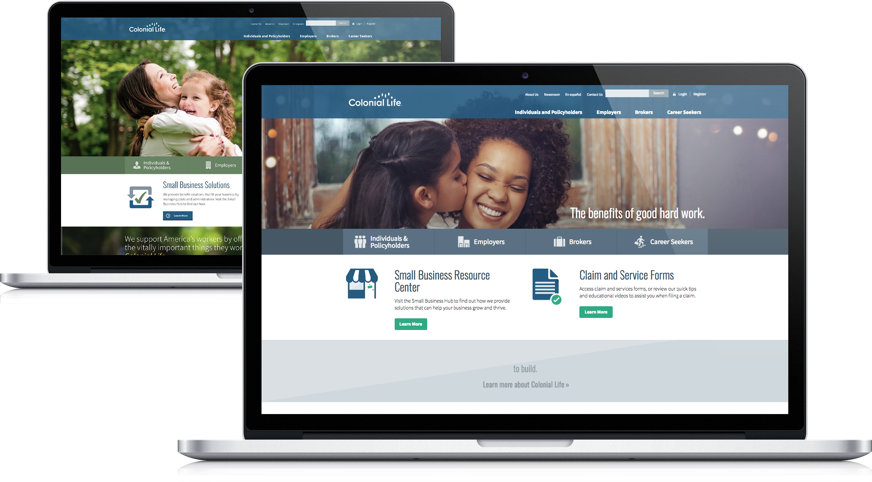 Colonial Life
Individuals and Policyholders Employers Brokers Career Seekers
Individuals &
Policyholders
Employers
Small Business Solutions
Learn More
We support America's workers by off
the vitally important things they wor
Colonial Life
About Us Newsroom En español Contact Us Search Login Register
Colonial Life
Individuals and Policyholders Employers Brokers Career Seekers
The benefits of good hard work.
Individuals &
Policyholders
Employers
Brokers
Career Seekers
Small Business Resource
Center
Visit the Small Business Hub to find out how we provide
solutions that can help your business grow and thrive.
Learn More
Claim and Service Forms
Access claim and service forms, or review our quick tips
and educational videos to assist you when filing a claim.
Learn More
to build.
Learn more about Colonial Life »